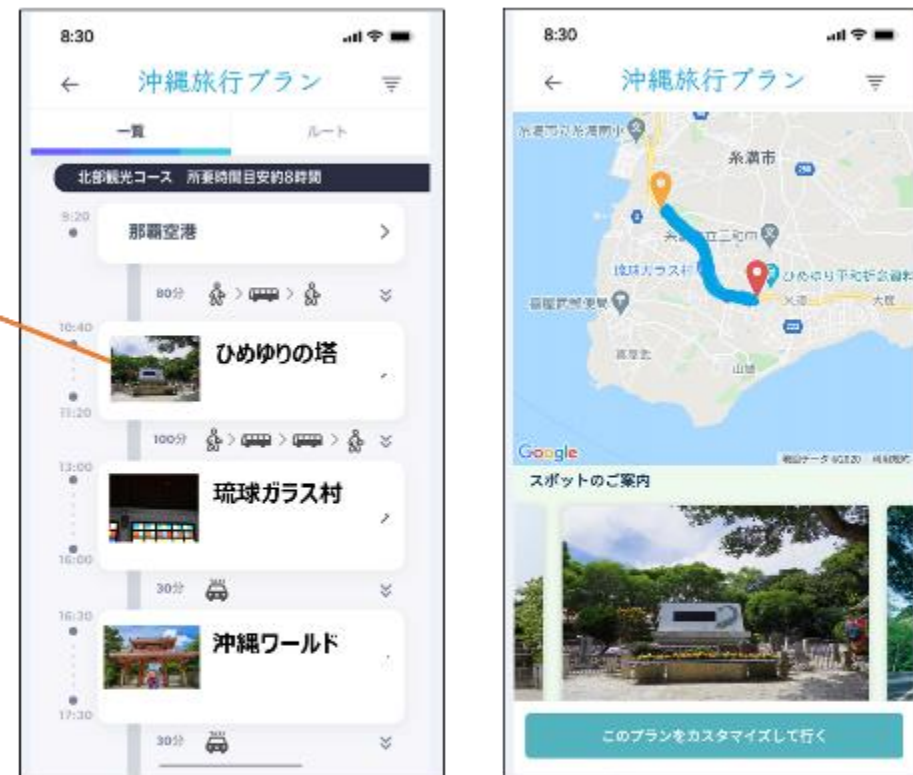 8:30
沖縄旅行プラン
一覧
ルート
北部観光コース 所要時間目安約8時間
9:20
那覇空港
80分
10:40
ひめゆりの塔
11:20
100分
13:00
琉球ガラス村
16:00
30分
16:30
沖縄ワールド
17:30
30分
8:30
沖縄旅行プラン
糸満市
琉球ガラス村
Google
スポットのご案内
このプランをカスタマイズして行く